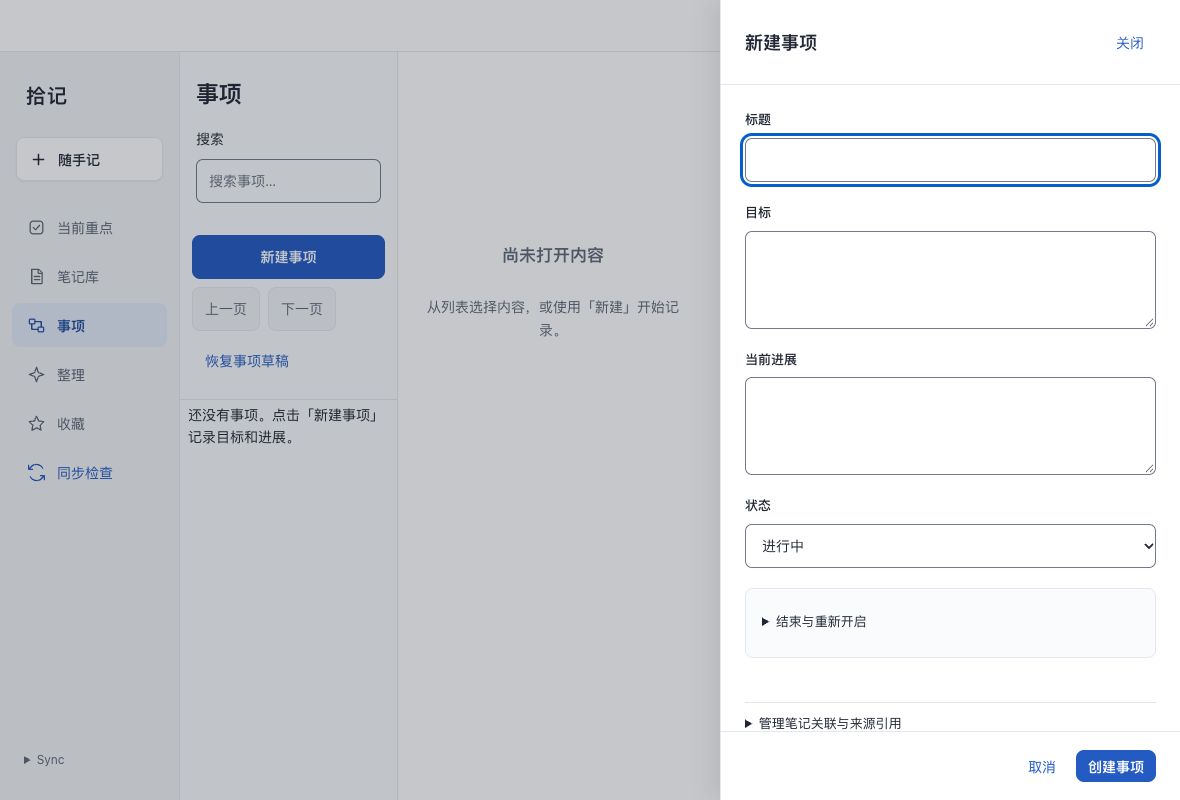 拾记
随手记
当前重点
笔记库
事项
整理
收藏
同步检查
Sync
事项
搜索
搜索事项...
新建事项
上一页
下一页
恢复事项草稿
还没有事项。点击「新建事项」
记录目标和进展。
尚未打开内容
从列表选择内容，或使用「新建」开始记
录。
新建事项
关闭
标题
目标
当前进展
状态
进行中
结束与重新开启
管理笔记关联与来源引用
取消
创建事项